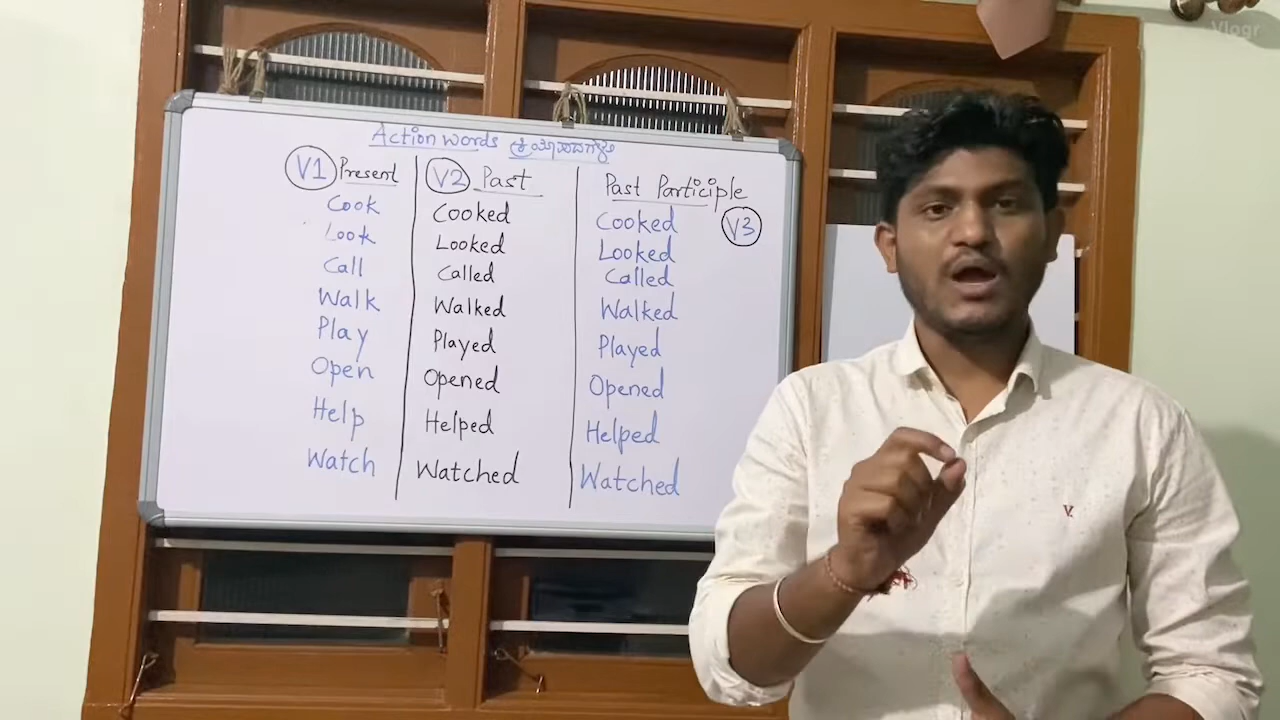 Action words ಕ್ರಿಯಾಪದಗಳು
V1 Present V2 Past Past Participle V3
Cook Cooked Cooked
Look Looked Looked
Call Called Called
Walk Walked Walked
Play Played Played
Open Opened Opened
Help Helped Helped
Watch Watched Watched
V.
Vlogr